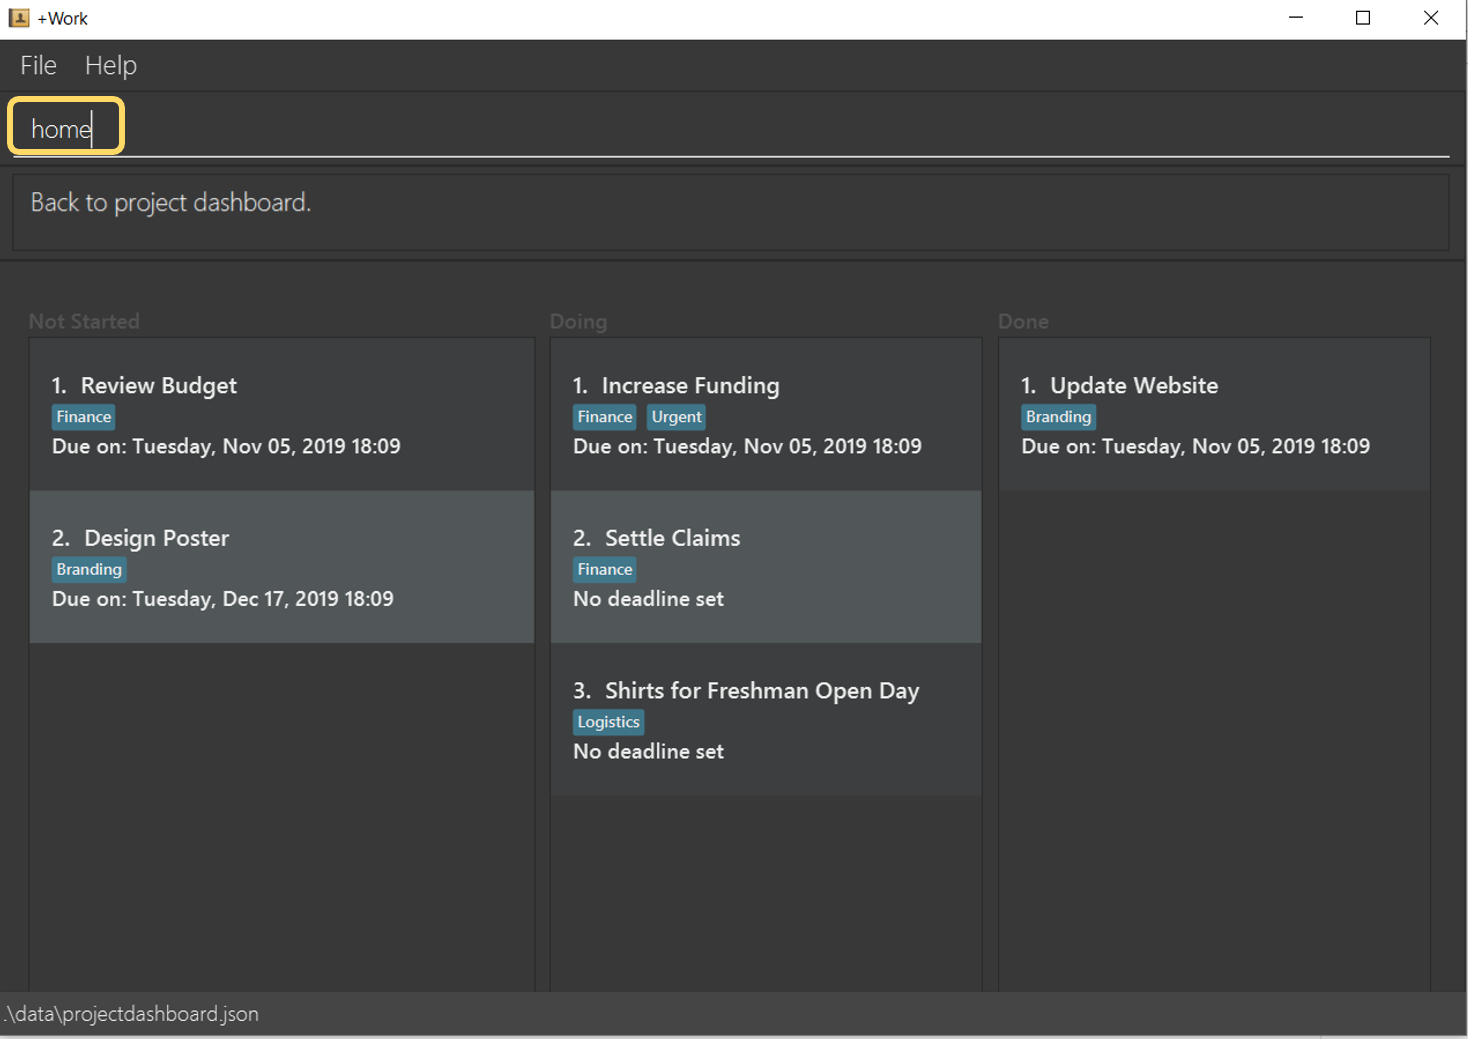 +Work
File Help
home
Back to project dashboard.
Not Started
1. Review Budget
Finance
Due on: Tuesday, Nov 05, 2019 18:09
2. Design Poster
Branding
Due on: Tuesday, Dec 17, 2019 18:09
Doing
1. Increase Funding
Finance Urgent
Due on: Tuesday, Nov 05, 2019 18:09
2. Settle Claims
Finance
No deadline set
3. Shirts for Freshman Open Day
Logistics
No deadline set
Done
1. Update Website
Branding
Due on: Tuesday, Nov 05, 2019 18:09
.\data\projectdashboard.json